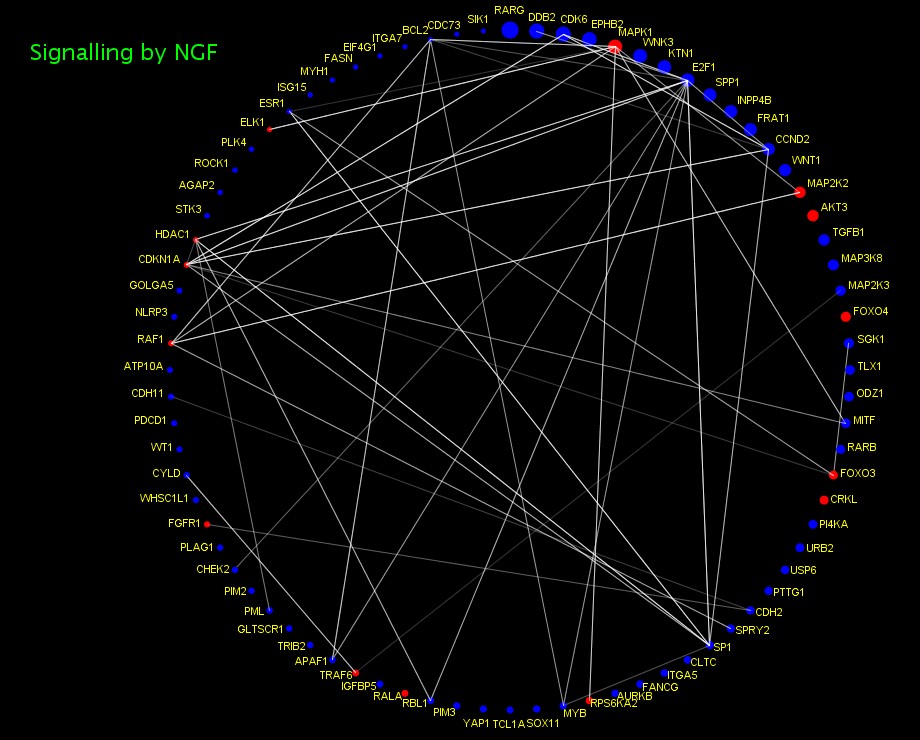 Signalling by NGF
RARG
DDB2
CDK6
EPHB2
MAPK1
WNK3
KTN1
E2F1
SPP1
INPP4B
FRAT1
CCND2
WNT1
MAP2K2
AKT3
TGFB1
MAP3K8
MAP2K3
FOXO4
SGK1
TLX1
ODZ1
MITF
RARB
FOXO3
CRKL
PI4KA
URB2
USP6
PTTG1
CDH2
SPRY2
SP1
CLTC
ITGA5
FANCG
AURKB
RPS6KA2
MYB
SOX11
TCL1A
YAP1
PIM3
RBL1
RALA
IGFBP5
TRAF6
APAF1
TRIB2
GLTSCR1
PML
PIM2
CHEK2
PLAG1
FGFR1
WHSC1L1
CYLD
WT1
PDCD1
CDH11
ATP10A
RAF1
NLRP3
GOLGA5
CDKN1A
HDAC1
STK3
AGAP2
ROCK1
PLK4
ELK1
ESR1
ISG15
MYH1
FASN
EIF4G1
ITGA7
BCL2
CDC73
SIK1